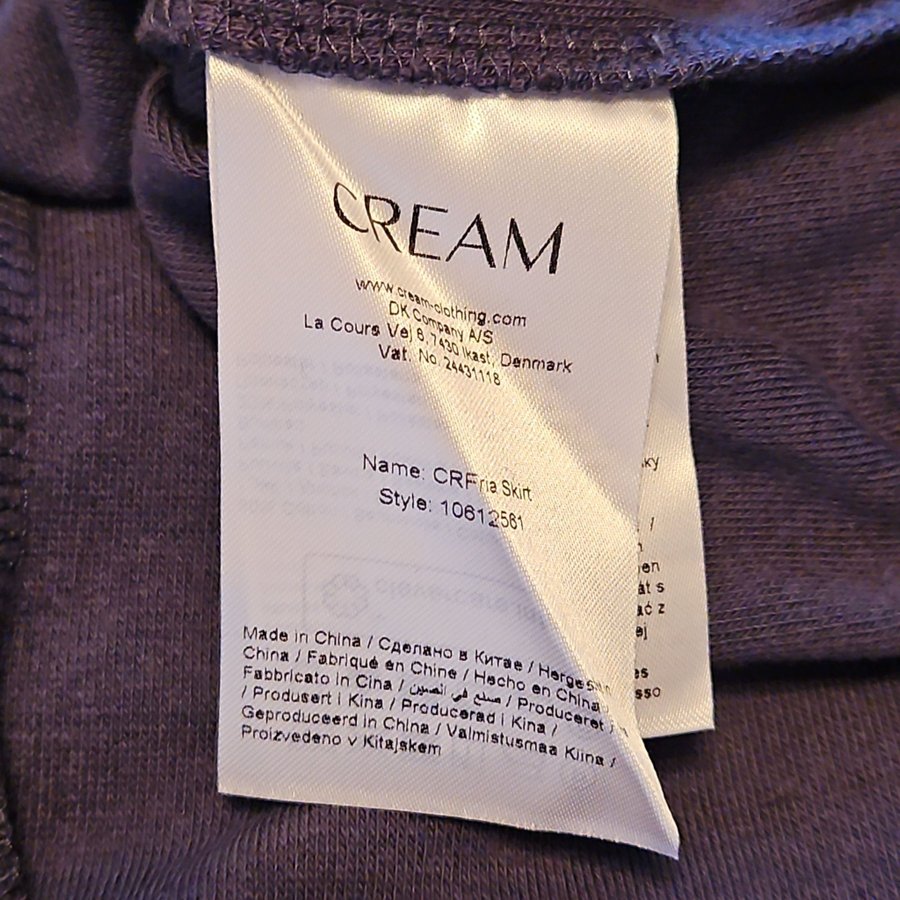 CREAM
www.cream-clothing.com
DK Company A/S
La Cours Vej 6, 7430 Ikast, Denmark
Vat. No. 24431118
Name: CRFria Skirt
Style: 10612561
Made in China / Сделано в Китае / Herges
China / Fabriqué en Chine / Hecho en China
Fabbricato in Cina / صنع في الصين / Produceret i
/ Produsert i Kina / Producerad i Kina /
Geproduceerd in China / Valmistusmaa Kiina /
Proizvedeno v Kitajskem